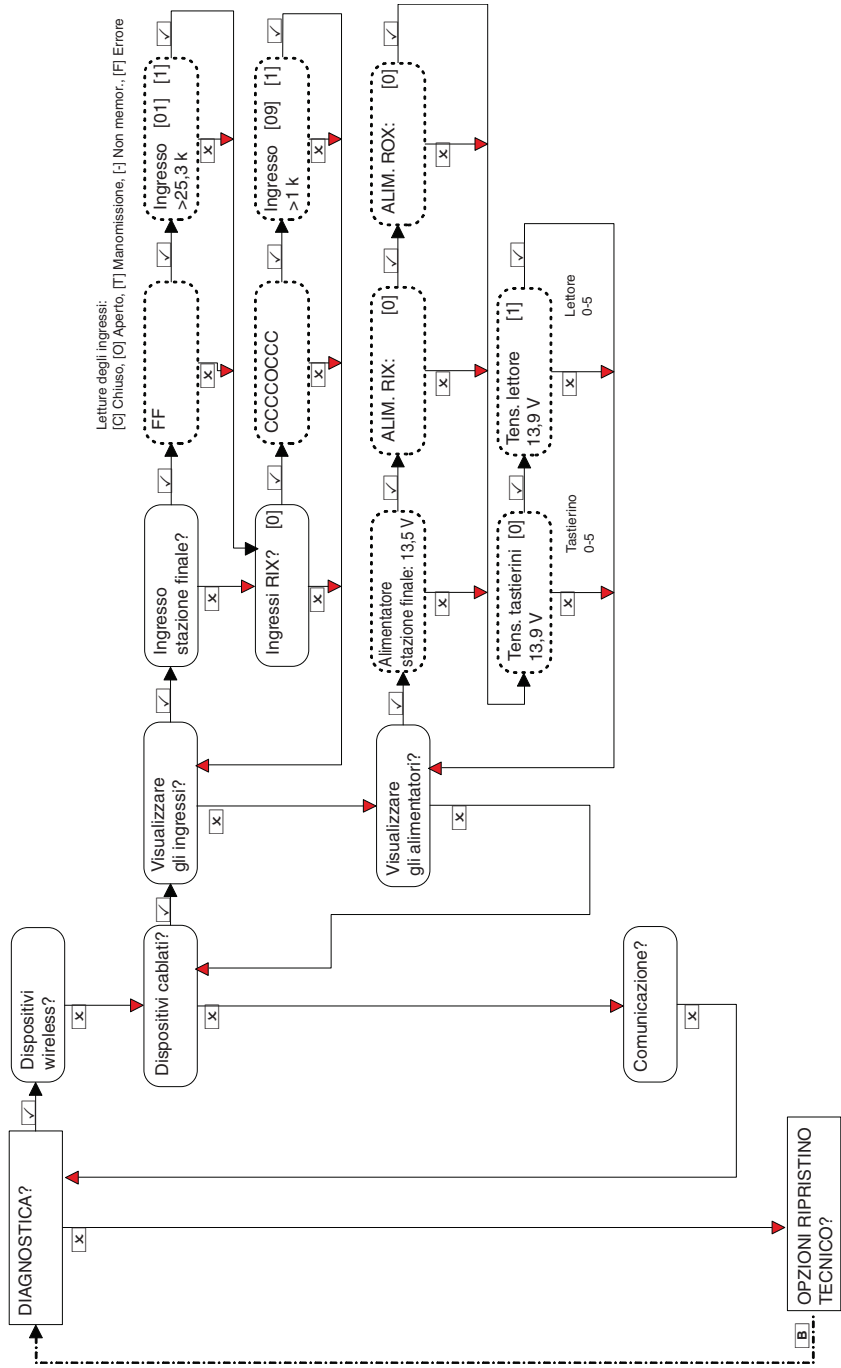 DIAGNOSTICA?
Dispositivi
wireless?
Dispositivi cablati?
Visualizzare
gli ingressi?
Ingresso
stazione finale?
Letture degli ingressi:
[C] Chiuso, [O] Aperto, [T] Manomissione, [-] Non memor., [F] Errore
FF
Ingresso [01] [1]
>25,3 k
Ingressi RIX? [0]
CCCCOCCC
Ingresso [09] [1]
>1 k
Visualizzare
gli alimentatori?
Alimentatore
stazione finale: 13,5 V
ALIM. RIX: [0]
ALIM. ROX: [0]
Tens. tastierini [0]
13,9 V
Tastierino
0-5
Tens. lettore [1]
13,9 V
Lettore
0-5
Comunicazione?
OPZIONI RIPRISTINO
TECNICO?
B